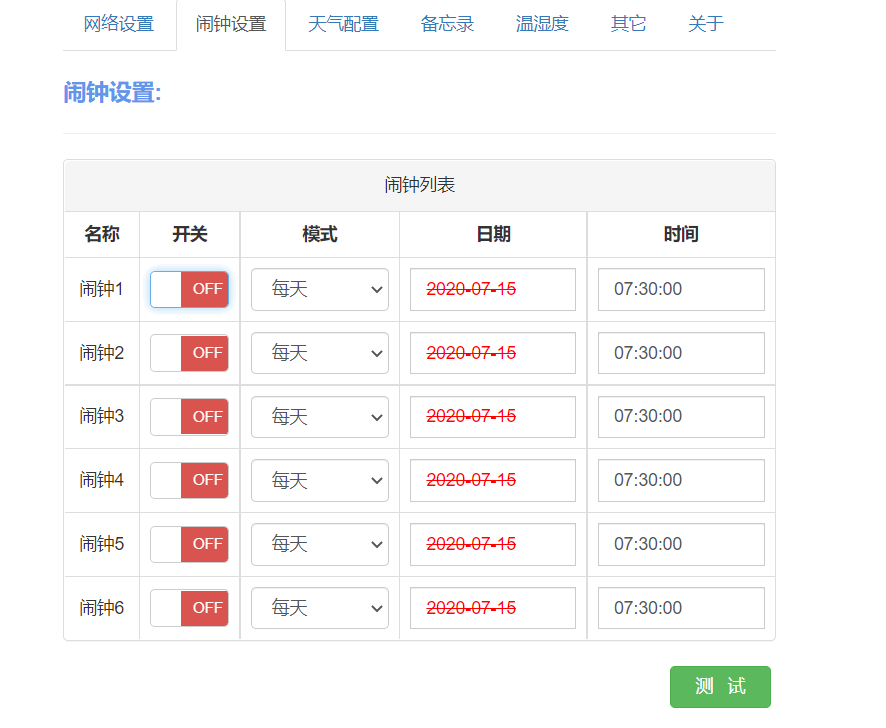 网络设置 闹钟设置 天气配置 备忘录 温湿度 其它 关于
闹钟设置:
闹钟列表
名称 开关 模式 日期 时间
闹钟1 OFF 每天 2020-07-15 07:30:00
闹钟2 OFF 每天 2020-07-15 07:30:00
闹钟3 OFF 每天 2020-07-15 07:30:00
闹钟4 OFF 每天 2020-07-15 07:30:00
闹钟5 OFF 每天 2020-07-15 07:30:00
闹钟6 OFF 每天 2020-07-15 07:30:00
测 试